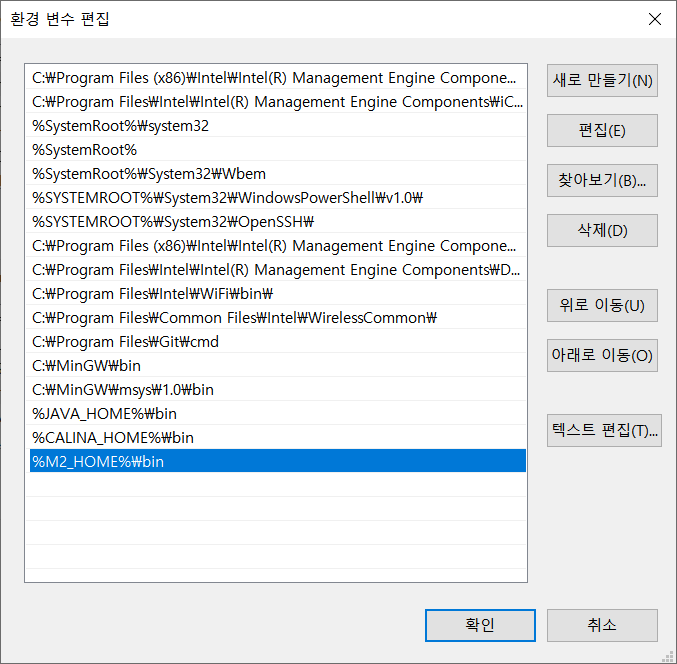 환경 변수 편집
C:₩Program Files (x86)₩Intel₩Intel(R) Management Engine Compone...
C:₩Program Files₩Intel₩Intel(R) Management Engine Components₩iC...
%SystemRoot%₩system32
%SystemRoot%
%SystemRoot%₩System32₩Wbem
%SYSTEMROOT%₩System32₩WindowsPowerShell₩v1.0₩
%SYSTEMROOT%₩System32₩OpenSSH₩
C:₩Program Files (x86)₩Intel₩Intel(R) Management Engine Compone...
C:₩Program Files₩Intel₩Intel(R) Management Engine Components₩D...
C:₩Program Files₩Intel₩WiFi₩bin₩
C:₩Program Files₩Common Files₩Intel₩WirelessCommon₩
C:₩Program Files₩Git₩cmd
C:₩MinGW₩bin
C:₩MinGW₩msys₩1.0₩bin
%JAVA_HOME%₩bin
%CALINA_HOME%₩bin
%M2_HOME%₩bin
새로 만들기(N)
편집(E)
찾아보기(B)...
삭제(D)
위로 이동(U)
아래로 이동(O)
텍스트 편집(T)...
확인
취소